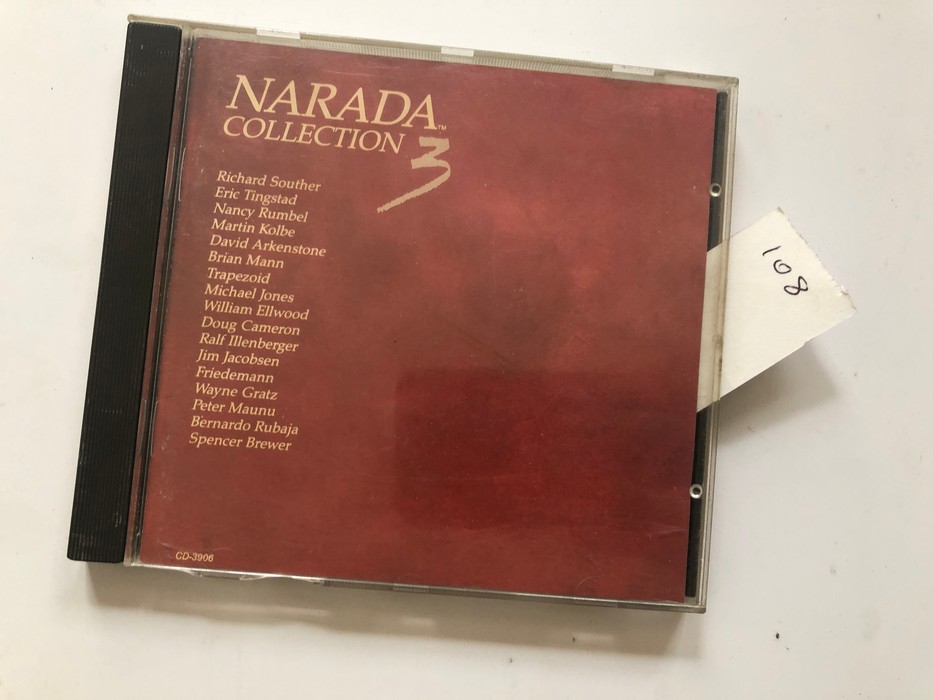 NARADA™
COLLECTION 3
Richard Souther
Eric Tingstad
Nancy Rumbel
Martin Kolbe
David Arkenstone
Brian Mann
Trapezoid
Michael Jones
William Ellwood
Doug Cameron
Ralf Illenberger
Jim Jacobsen
Friedemann
Wayne Gratz
Peter Maunu
Bernardo Rubaja
Spencer Brewer
CD-3906
108